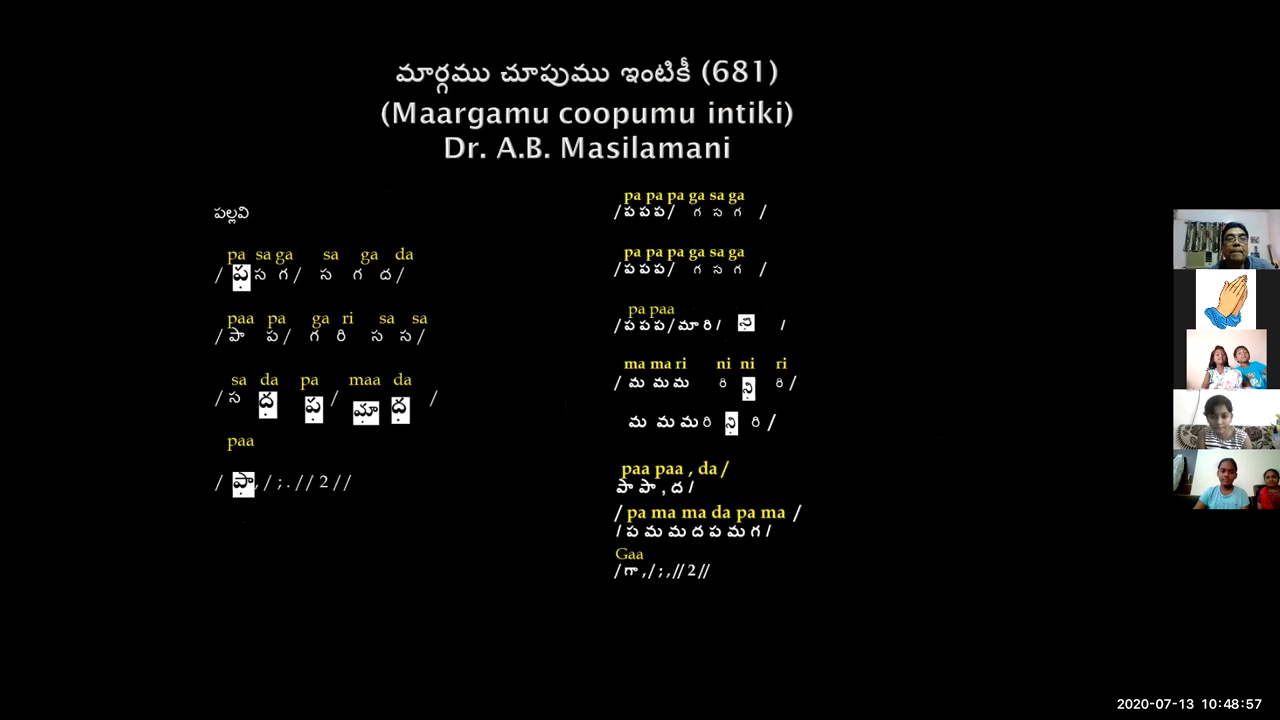 మార్గము చూపుము ఇంటికీ (681)
(Maargamu coopumu intiki)
Dr. A.B. Masilamani
పల్లవి
pa sa ga sa ga da
/ ప̣ స గ / స గ ద /
paa pa ga ri sa sa
/ పా ప / గ రి స స /
sa da pa maa da
/ స ద̣ ప̣ / మా̣ ద̣ /
paa
/ పా̣ , / ; . // 2 //
pa pa pa ga sa ga
/ ప ప ప / గ స గ /
pa pa pa ga sa ga
/ ప ప ప / గ స గ /
pa paa
/ ప ప ప / మా రి / ని̣ /
ma ma ri ni ni ri
/ మ మ మ రి ని̣ రి /
మ మ మ రి ని̣ రి /
paa paa , da /
పా పా , ద /
/ pa ma ma da pa ma /
/ ప మ మ ద ప మ గ /
Gaa
/ గా , / ; , // 2 //
2020-07-13 10:48:57